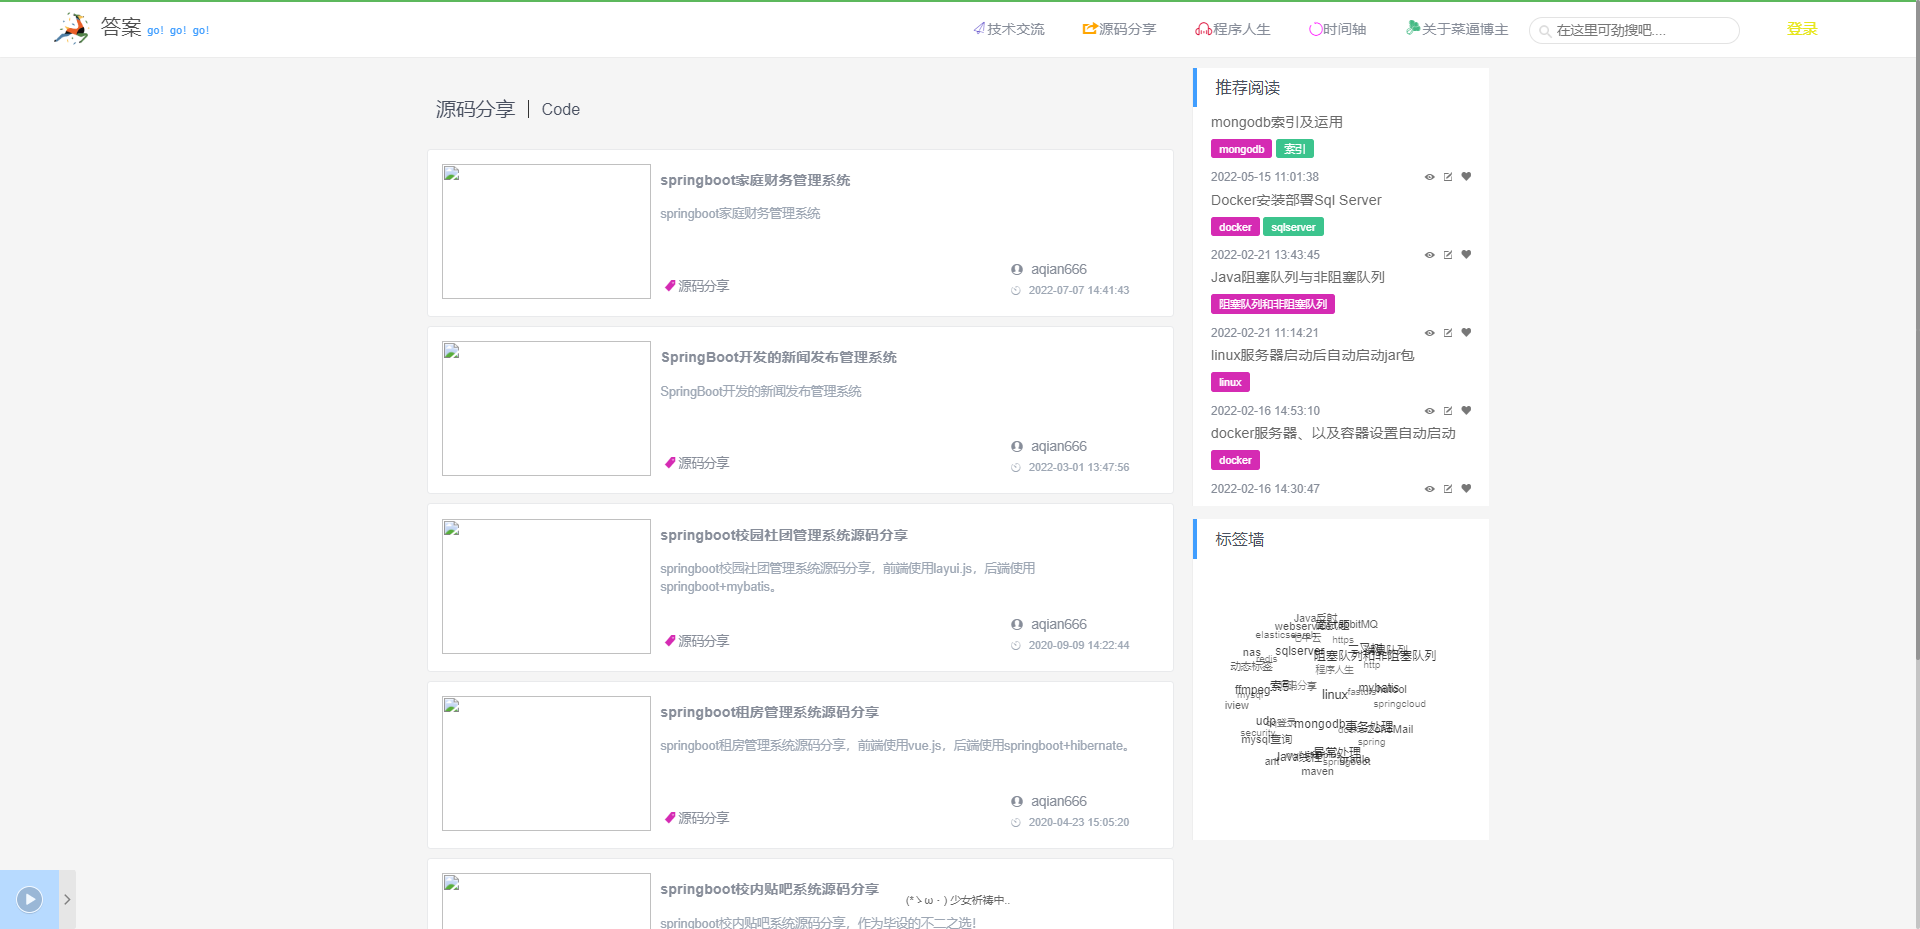 答案 go! go! go!
技术交流 源码分享 程序人生 时间轴 关于菜逼博主 在这里可劲搜吧.... 登录
源码分享 | Code
springboot家庭财务管理系统
springboot家庭财务管理系统
aqian666
源码分享
2022-07-07 14:41:43
SpringBoot开发的新闻发布管理系统
SpringBoot开发的新闻发布管理系统
aqian666
源码分享
2022-03-01 13:47:56
springboot校园社团管理系统源码分享
springboot校园社团管理系统源码分享，前端使用layui.js，后端使用
springboot+mybatis。
aqian666
源码分享
2020-09-09 14:22:44
springboot租房管理系统源码分享
springboot租房管理系统源码分享，前端使用vue.js，后端使用springboot+hibernate。
aqian666
源码分享
2020-04-23 15:05:20
springboot校内贴吧系统源码分享
springboot校内贴吧系统源码分享，作为毕设的不二之选！
(*ゝω・) 少女祈祷中..
推荐阅读
mongodb索引及运用
mongodb 索引
2022-05-15 11:01:38
Docker安装部署Sql Server
docker sqlserver
2022-02-21 13:43:45
Java阻塞队列与非阻塞队列
阻塞队列和非阻塞队列
2022-02-21 11:14:21
linux服务器启动后自动启动jar包
linux
2022-02-16 14:53:10
docker服务器、以及容器设置自动启动
docker
2022-02-16 14:30:47
标签墙
Java反射
webservice
elasticsearch
https
nas
sqlserver
redis
阻塞队列和非阻塞队列
动态标签
程序人生
http
ffmpeg
索引
mysql
linux
fastdfs
mybatis
iview
springcloud
udp
mongodb
事务处理
security
mysql查询
spring
异常处理
ant
Java线程
springboot
maven